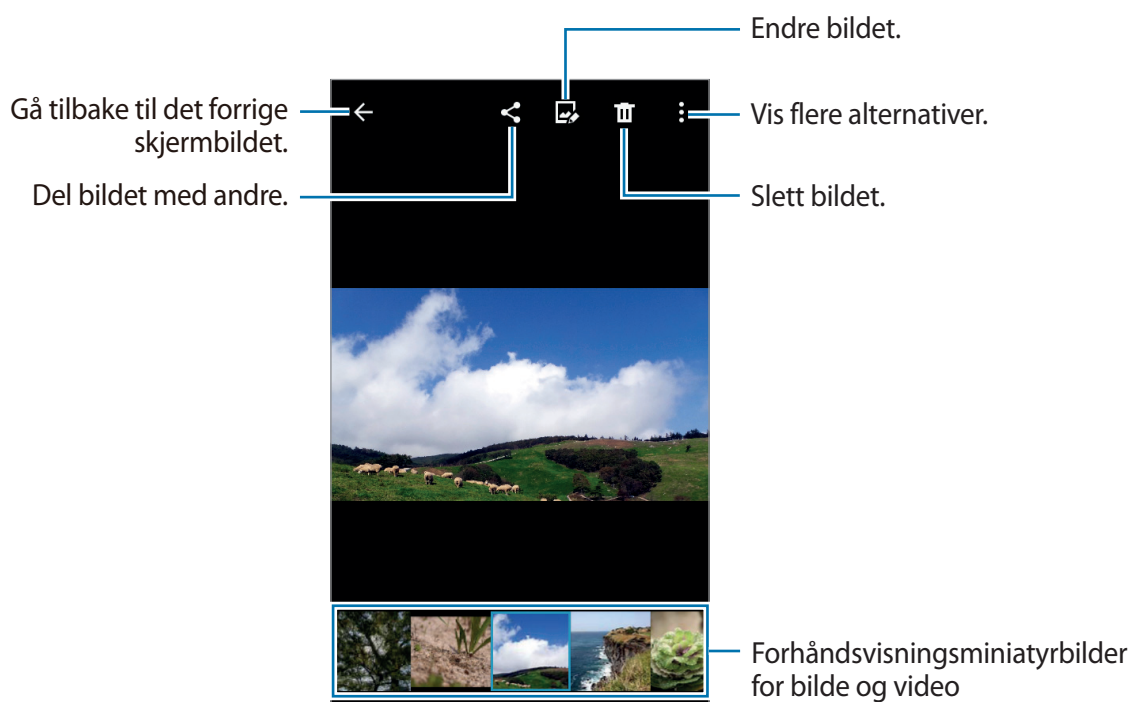 Endre bildet.
Gå tilbake til det forrige
skjermbildet.
Vis flere alternativer.
Del bildet med andre.
Slett bildet.
Forhåndsvisningsminiatyrbilder
for bilde og video